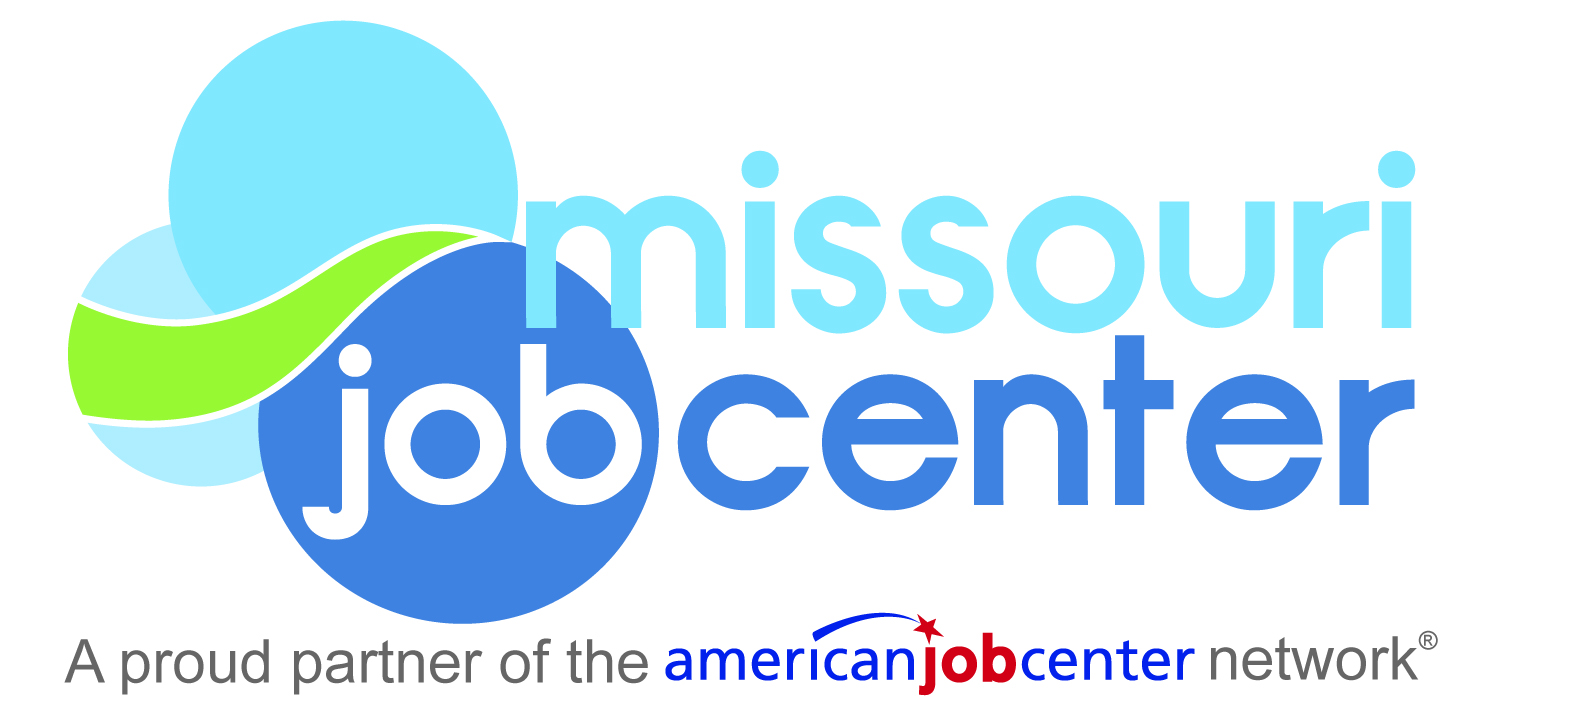 missouri
jobcenter
A proud partner of the americanjobcenter network®